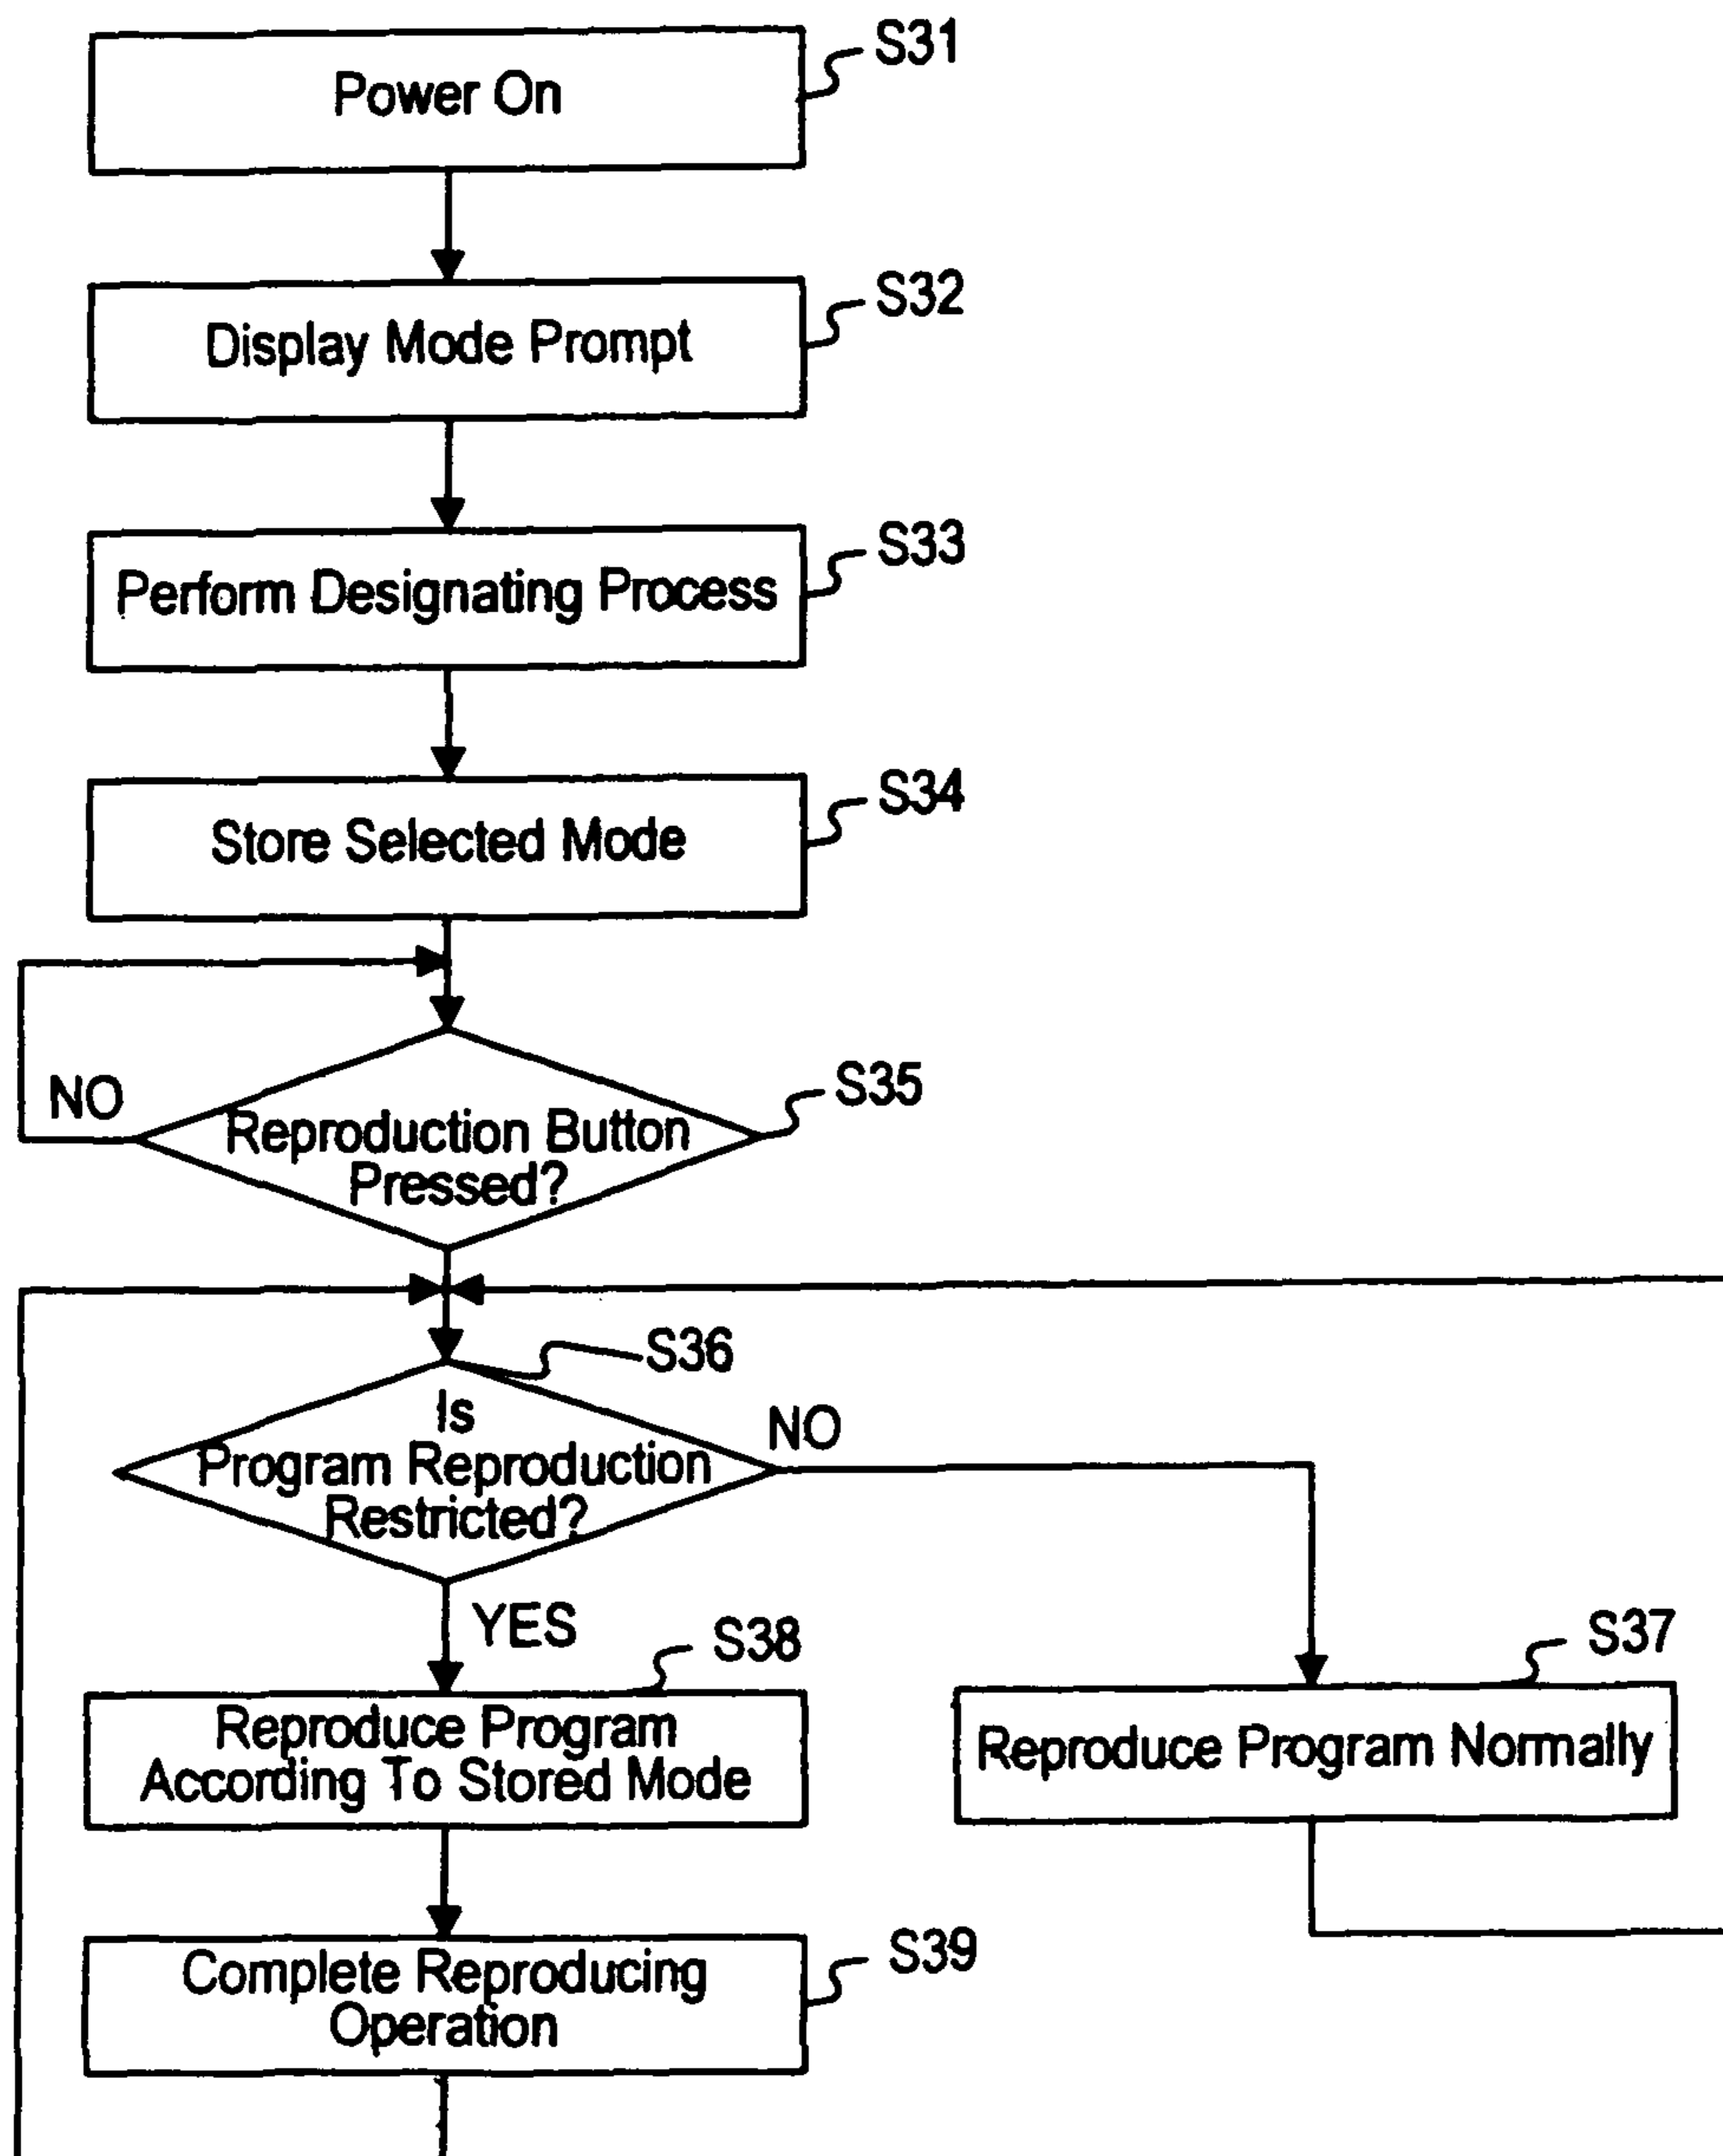 S31
Power On
S32
Display Mode Prompt
S33
Perform Designating Process
S34
Store Selected Mode
S35
NO
Reproduction Button
Pressed?
S36
Is
Program Reproduction
Restricted?
NO
YES
S38
Reproduce Program
According To Stored Mode
S37
Reproduce Program Normally
S39
Complete Reproducing
Operation